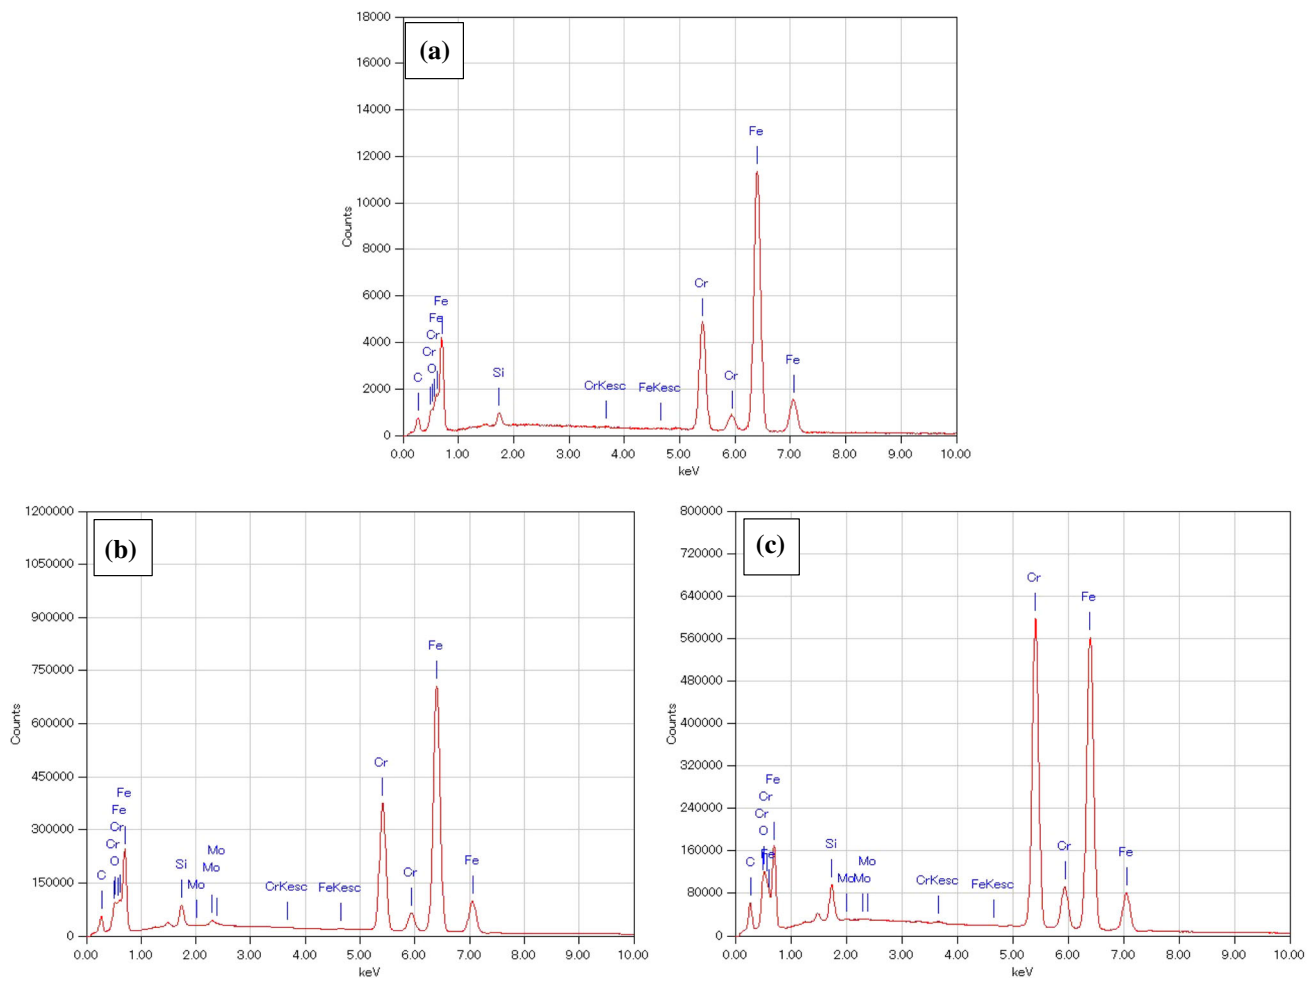 (a)
18000
16000
14000
12000
10000
8000
6000
4000
2000
0
Counts
Fe
Cr
Fe
Fe
Cr
Cr
O
C
Si
CrKesc
FeKesc
Cr
Fe
Fe
0.00 1.00 2.00 3.00 4.00 5.00 6.00 7.00 8.00 9.00 10.00
keV
(b)
1200000
1050000
900000
750000
600000
450000
300000
150000
0
Counts
Fe
Cr
Fe
Fe
Cr
Cr
O
C
Si
Mo
Mo
Mo
CrKesc
FeKesc
Cr
Fe
0.00 1.00 2.00 3.00 4.00 5.00 6.00 7.00 8.00 9.00 10.00
keV
(c)
800000
720000
640000
560000
480000
400000
320000
240000
160000
80000
0
Counts
Cr
Fe
Fe
Cr
Cr
O
Fe
C
Si
Mo
Mo
Mo
CrKesc
FeKesc
Cr
Fe
0.00 1.00 2.00 3.00 4.00 5.00 6.00 7.00 8.00 9.00 10.00
keV